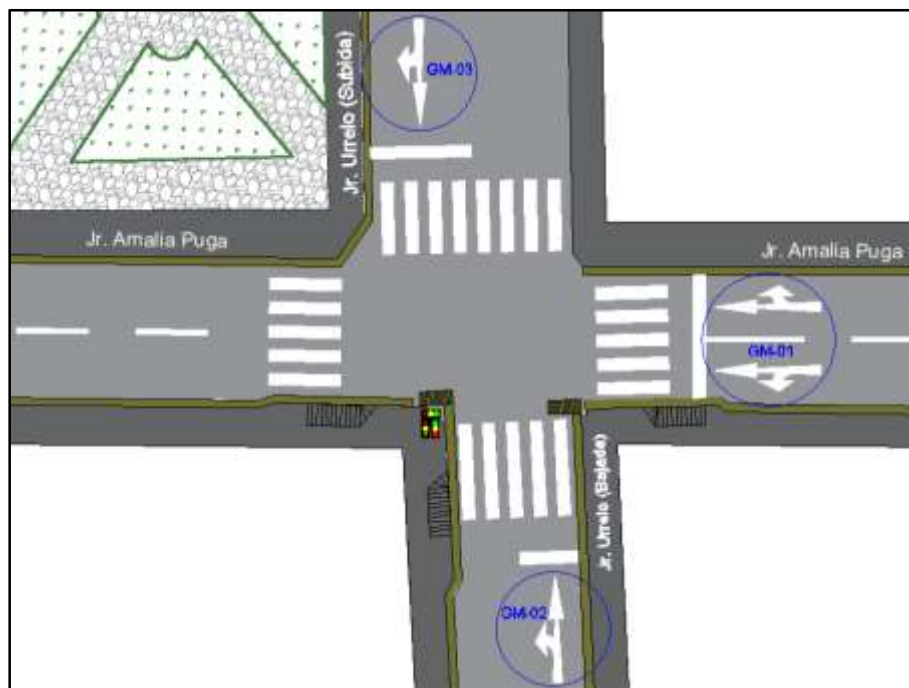 Jr. Urrelo (Subida)
GM-03
Jr. Amalia Puga
Jr. Amalia Puga
GM-01
Jr. Urrelo (Bajada)
GM-02